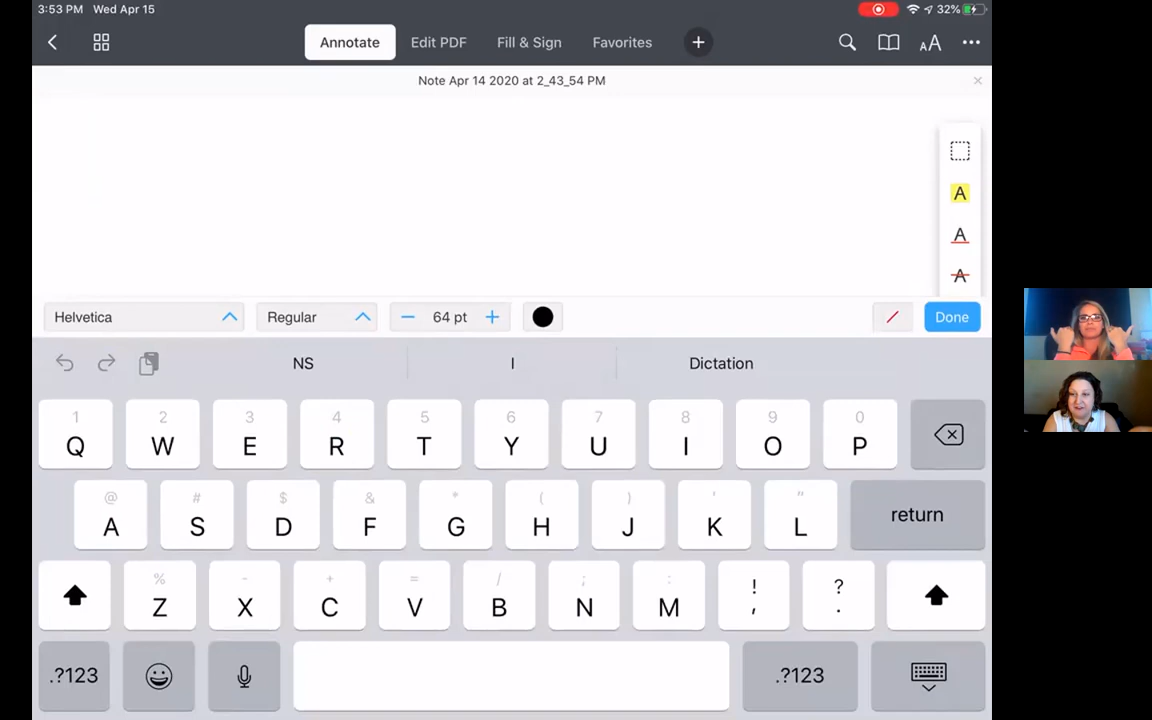 3:53 PM Wed Apr 15 32%
Annotate Edit PDF Fill & Sign Favorites + AA
Note Apr 14 2020 at 2_43_54 PM ×
A
A
A
Helvetica Regular − 64 pt + Done
NS I Dictation
1 2 3 4 5 6 7 8 9 0
Q W E R T Y U I O P
@ # $ & * ( ) ' "
A S D F G H J K L return
% - + = / ; : ! ?
Z X C V B N M , .
.?123 .?123